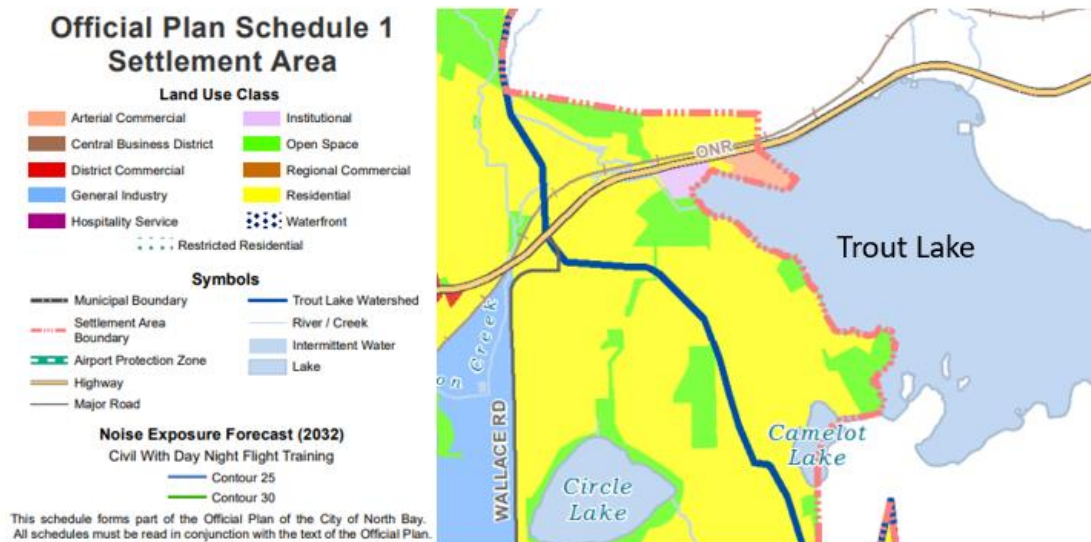 Official Plan Schedule 1
Settlement Area
Land Use Class
Arterial Commercial
Institutional
Central Business District
Open Space
District Commercial
Regional Commercial
General Industry
Residential
Hospitality Service
Waterfront
Restricted Residential
Symbols
Municipal Boundary
Trout Lake Watershed
Settlement Area
Boundary
River / Creek
Airport Protection Zone
Intermittent Water
Highway
Lake
Major Road
Noise Exposure Forecast (2032)
Civil With Day Night Flight Training
Contour 25
Contour 30
This schedule forms part of the Official Plan of the City of North Bay.
All schedules must be read in conjunction with the text of the Official Plan.
ONR
Trout Lake
on Creek
WALLACE RD
Camelot
Lake
Circle
Lake